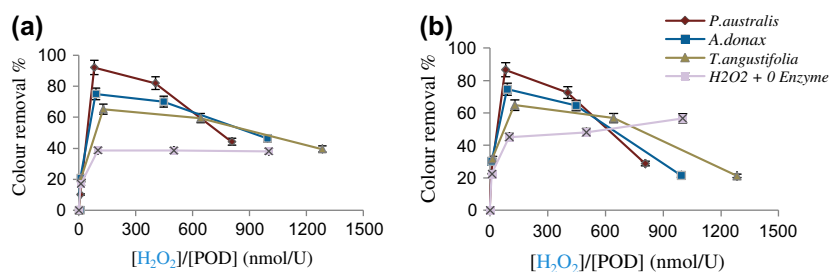 (a)
100
80
60
40
20
0
Colour removal %
0 300 600 900 1200 1500
[H2O2]/[POD] (nmol/U)
(b)
100
80
60
40
20
0
Colour removal %
0 300 600 900 1200 1500
[H2O2]/[POD] (nmol/U)
P.australis
A.donax
T.angustifolia
H2O2 + 0 Enzyme